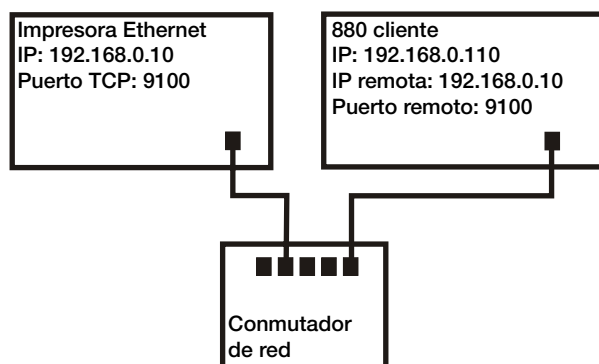 Impresora Ethernet
IP: 192.168.0.10
Puerto TCP: 9100
880 cliente
IP: 192.168.0.110
IP remota: 192.168.0.10
Puerto remoto: 9100
Conmutador
de red